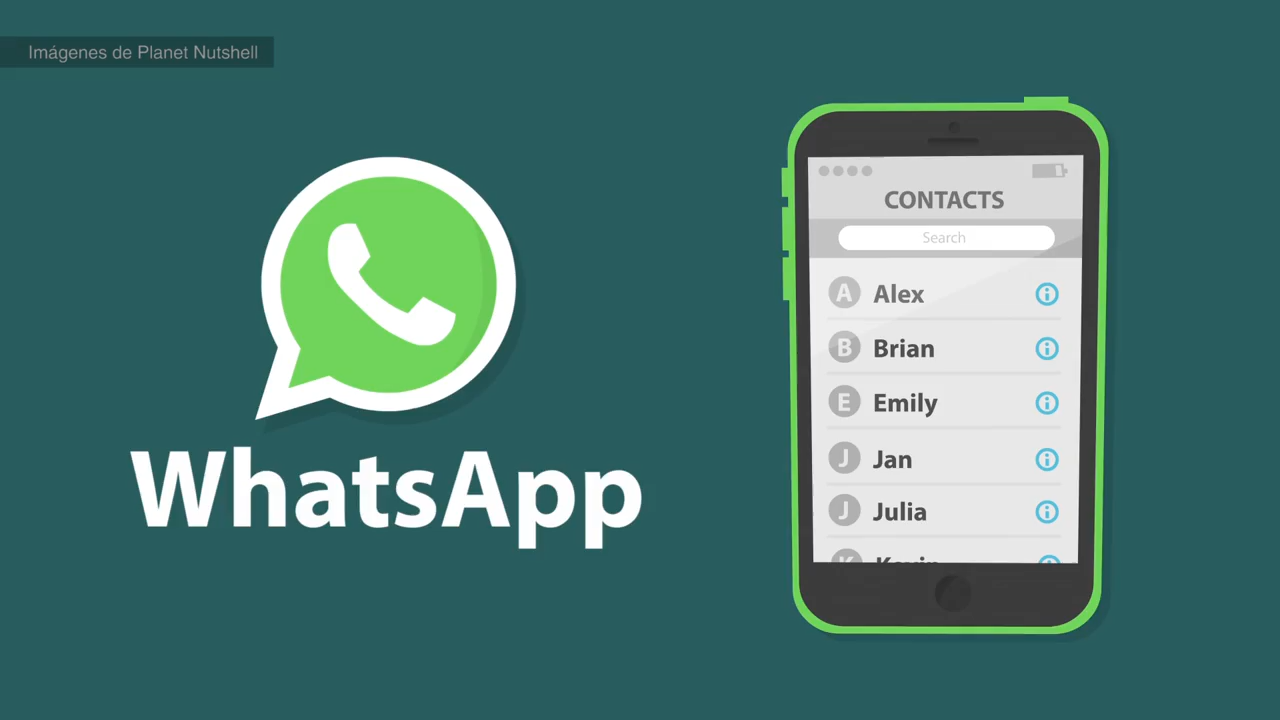 Imágenes de Planet Nutshell
WhatsApp
CONTACTS
Search
A Alex
B Brian
E Emily
J Jan
J Julia